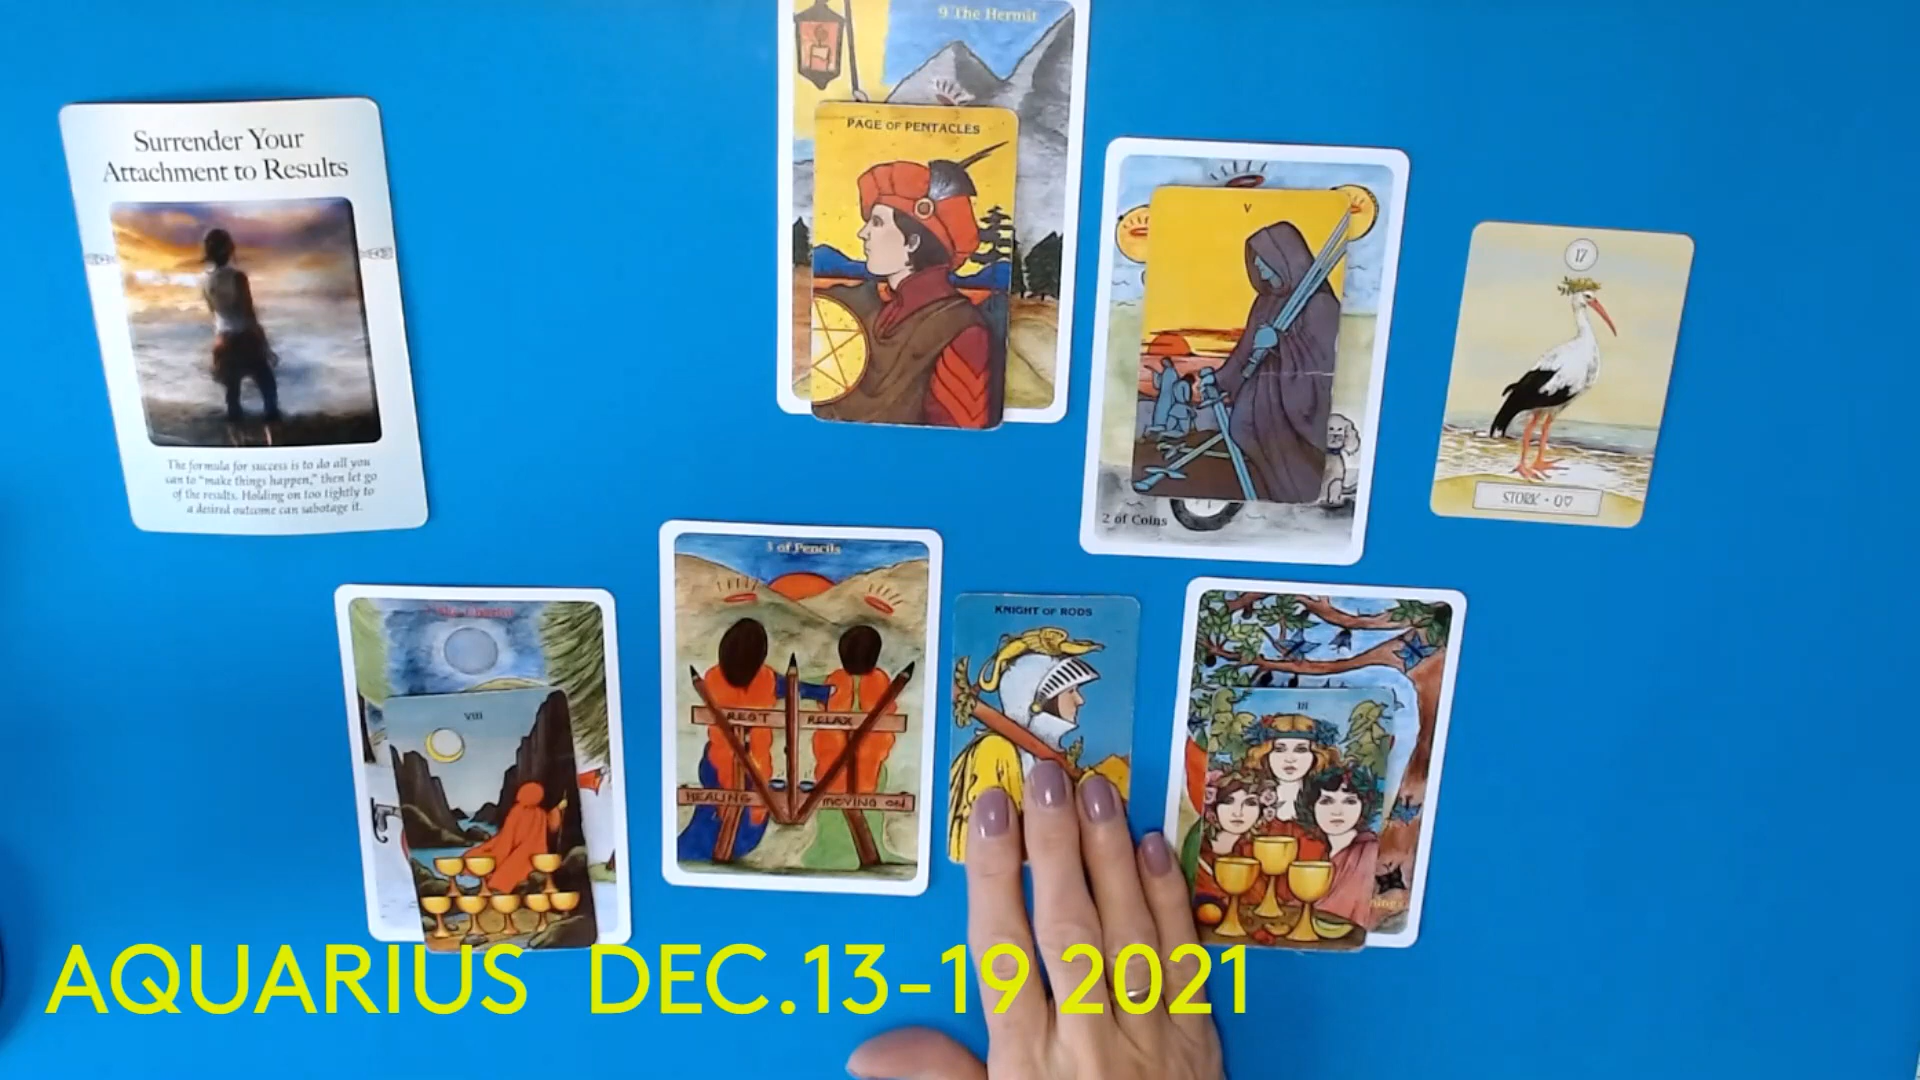 9 The Hermit
PAGE OF PENTACLES
Surrender Your
Attachment to Results
The formula for success is to do all you
can to "make things happen," then let go
of the results. Holding on too tightly to
a desired outcome can sabotage it.
V
2 of Coins
17
STORK • Q♡
The Chariot
VIII
3 of Pencils
REST RELAX
HEALING MOVING ON
KNIGHT OF RODS
III
AQUARIUS DEC.13-19 2021